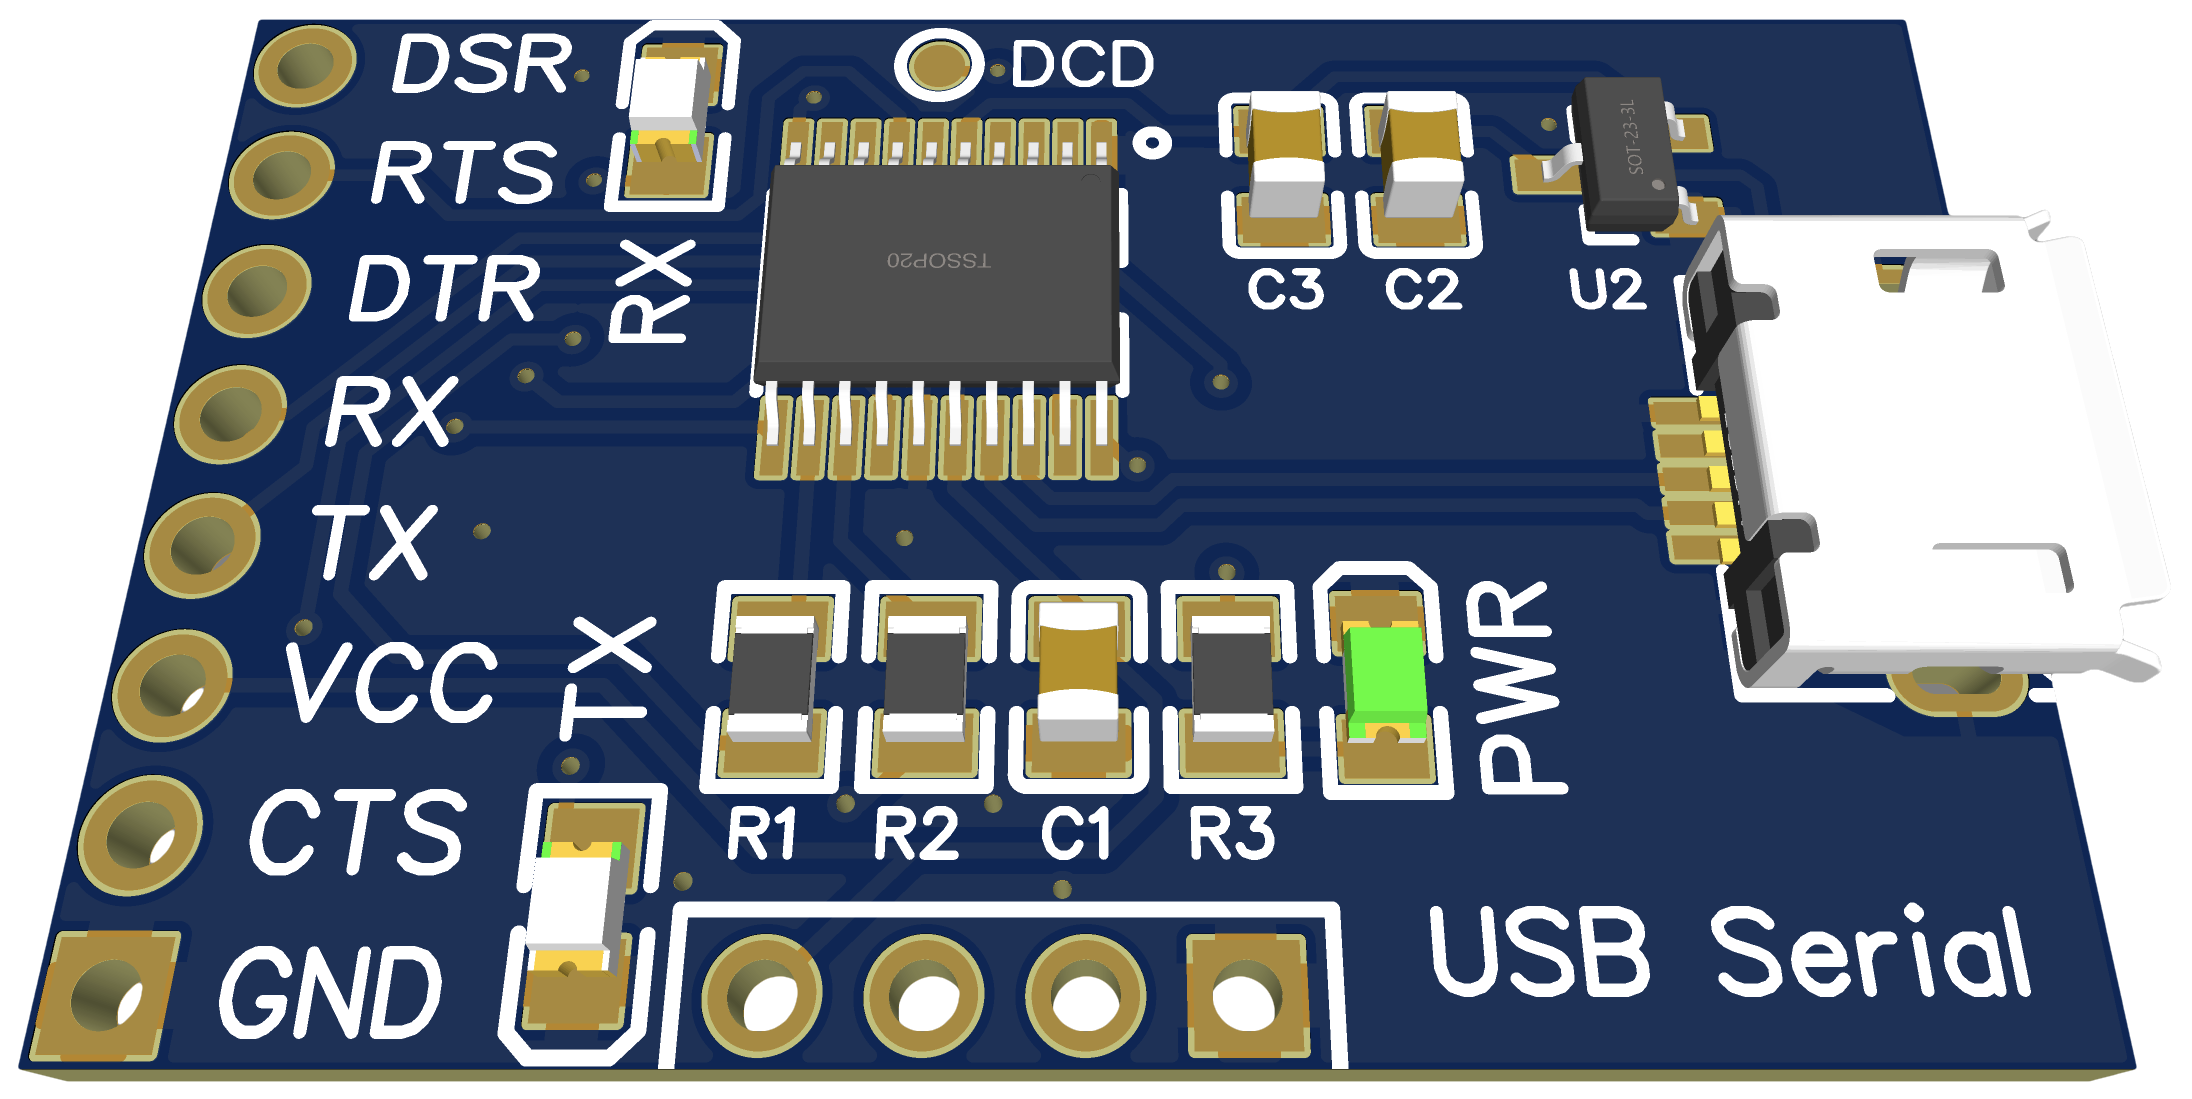 DSR
DCD
RTS
SOT-23-3L
DTR
RX
TSSOP20
C3
C2
U2
RX
TX
VCC
TX
PWR
CTS
R1
R2
C1
R3
GND
USB Serial